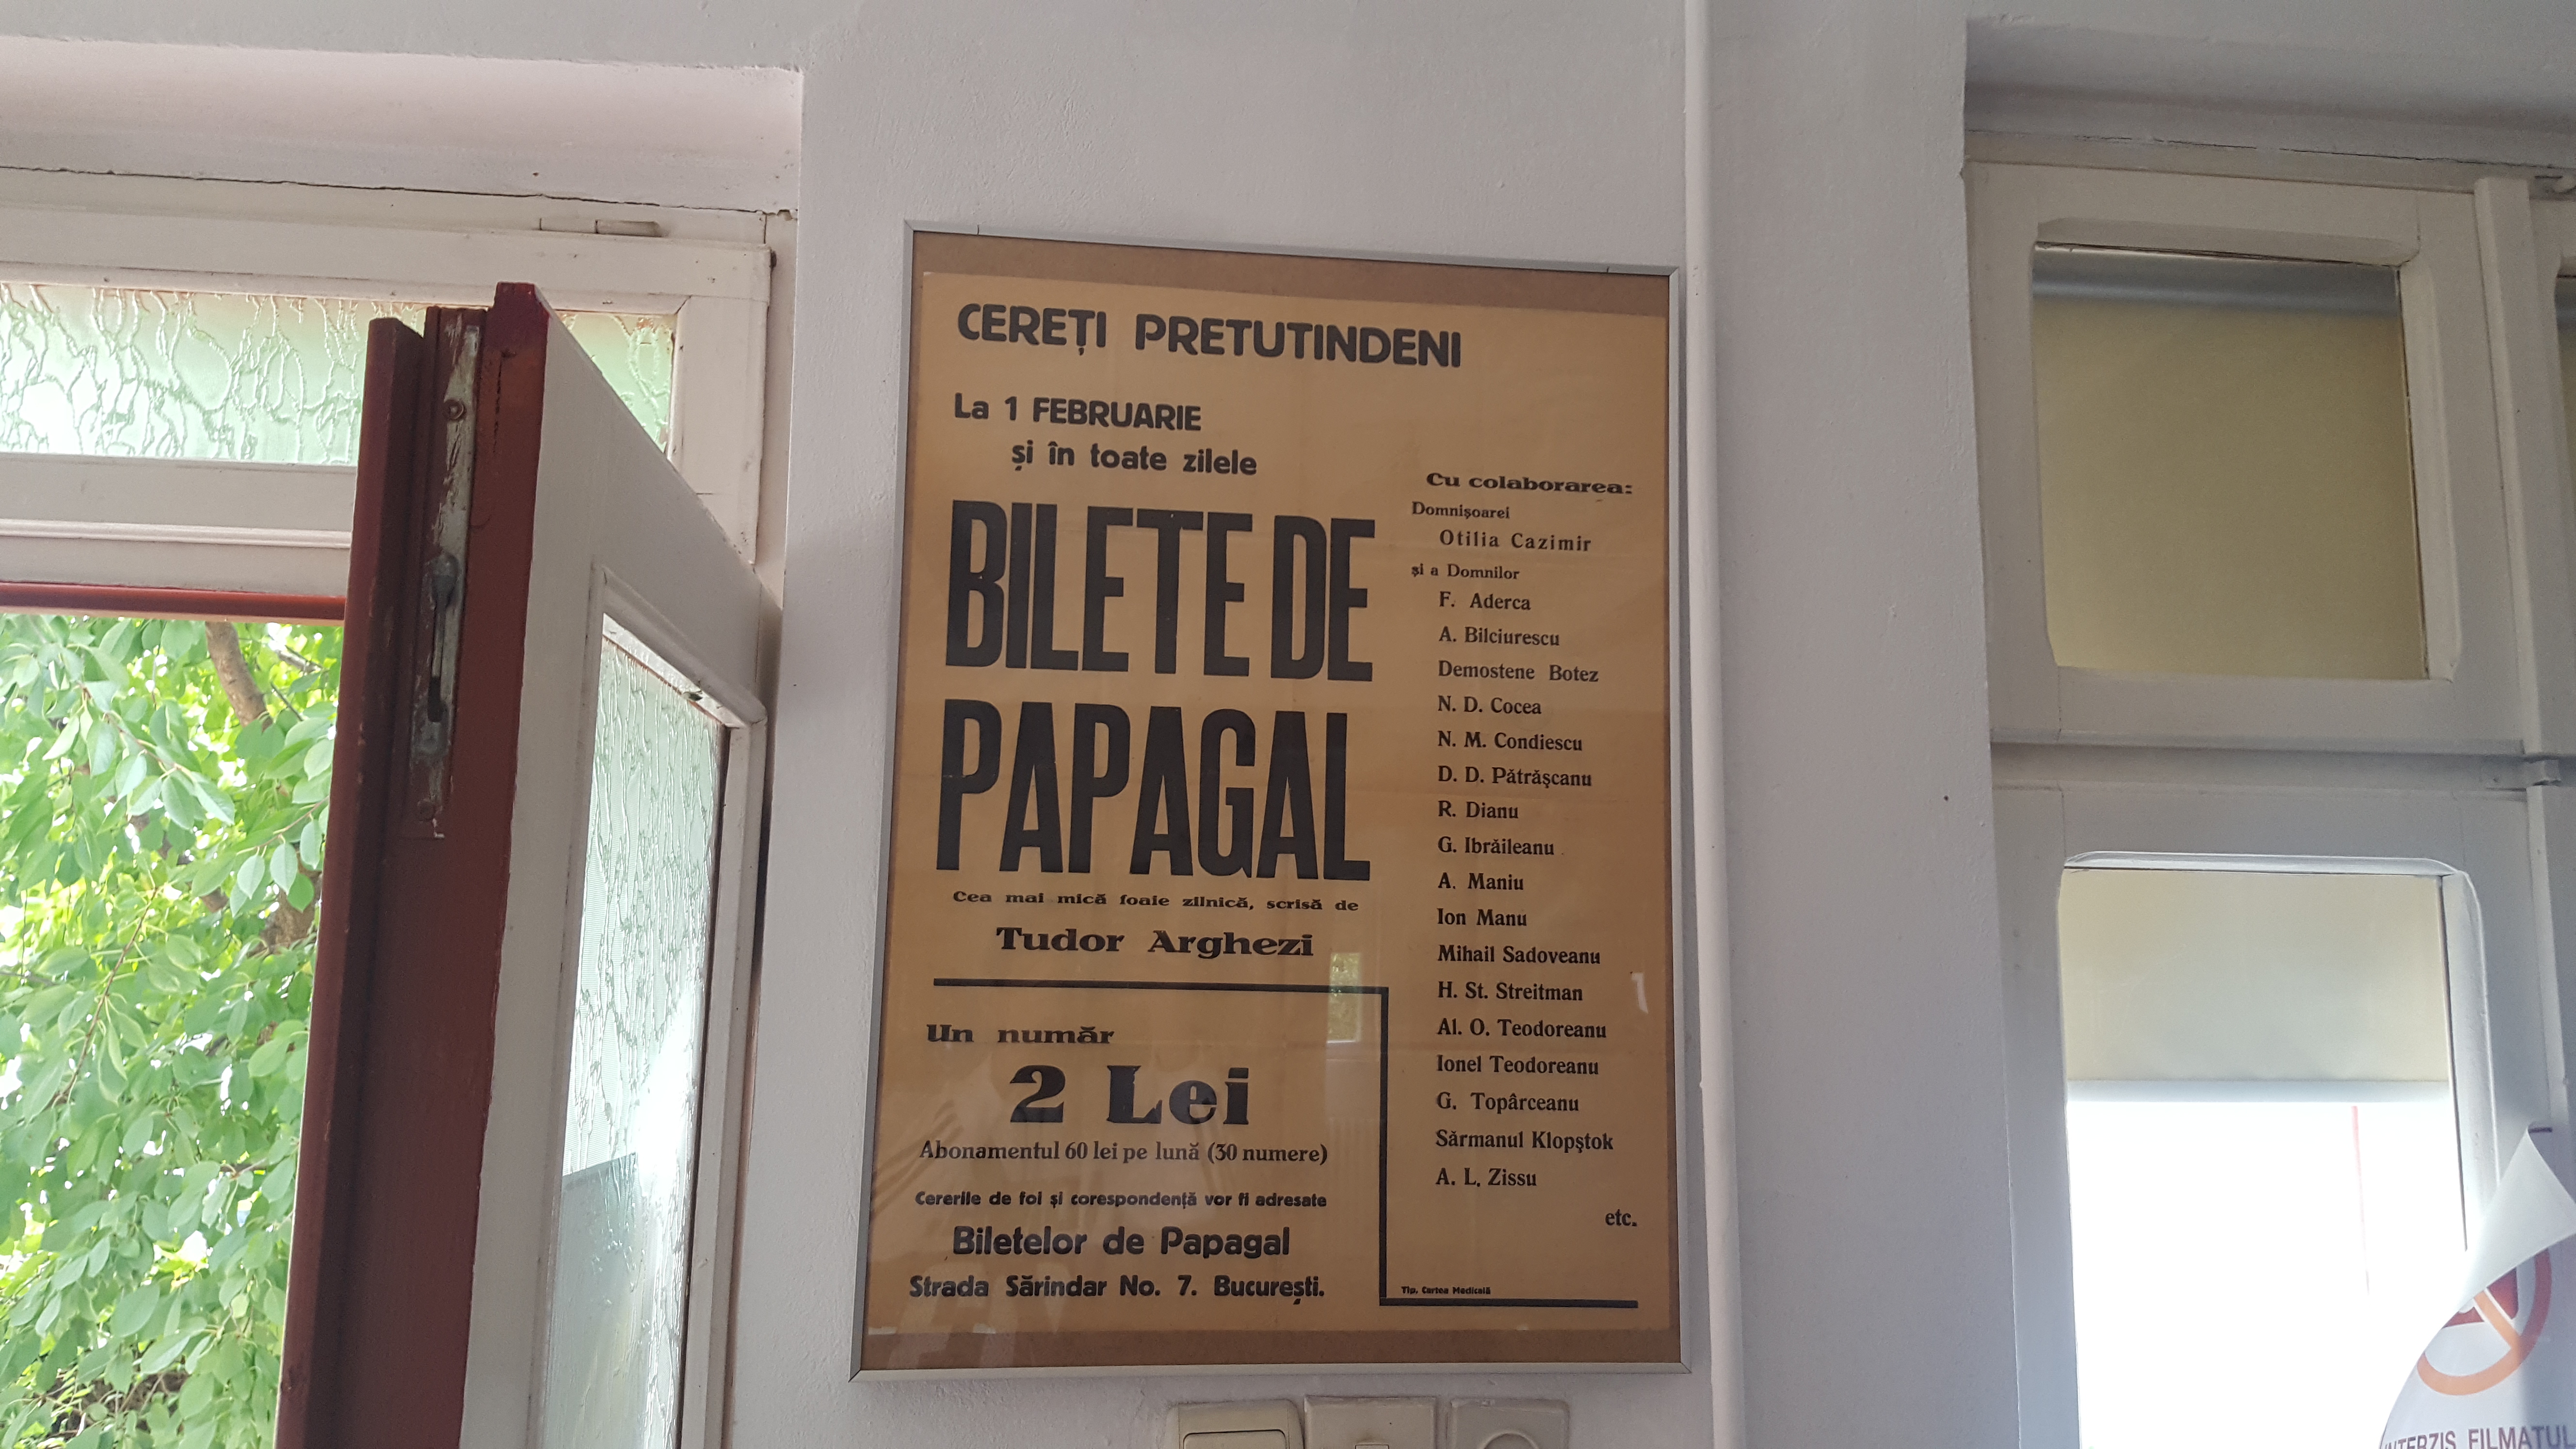 CEREȚI PRETUTINDENI
La 1 FEBRUARIE
și în toate zilele
BILETE DE
PAPAGAL
Cea mai mică foaie zilnică, scrisă de
Tudor Arghezi
Un număr
2 Lei
Abonamentul 60 lei pe lună (30 numere)
Cererile de foi și corespondență vor fi adresate
Biletelor de Papagal
Strada Sărindar No. 7. București.
Cu colaborarea:
Domnișoarei
Otilia Cazimir
și a Domnilor
F. Aderca
A. Bilciurescu
Demostene Botez
N. D. Cocea
N. M. Condiescu
D. D. Pătrășcanu
R. Dianu
G. Ibrăileanu
A. Maniu
Ion Manu
Mihail Sadoveanu
H. St. Streitman
Al. O. Teodoreanu
Ionel Teodoreanu
G. Topârceanu
Sărmanul Klopștok
A. L. Zissu
etc.
Tip. Cartea Medicală
INTERZIS FILMATUL